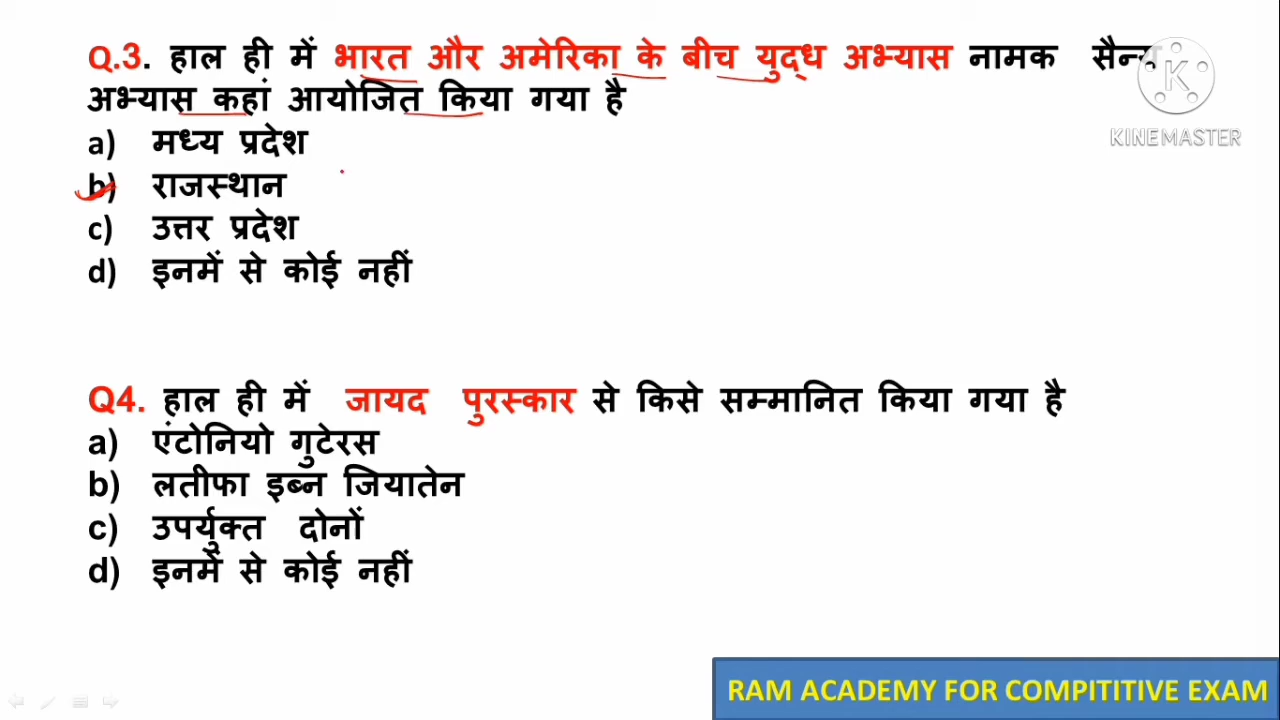 Q.3. हाल ही में भारत और अमेरिका के बीच युद्ध अभ्यास नामक सैन्य
अभ्यास कहां आयोजित किया गया है
a) मध्य प्रदेश
b) राजस्थान
c) उत्तर प्रदेश
d) इनमें से कोई नहीं
K
KINEMASTER
Q4. हाल ही में जायद पुरस्कार से किसे सम्मानित किया गया है
a) एंटोनियो गुटेरस
b) लतीफा इब्न जियातेन
c) उपर्युक्त दोनों
d) इनमें से कोई नहीं
RAM ACADEMY FOR COMPITITIVE EXAM